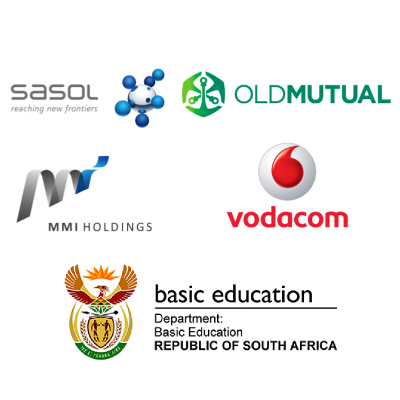 sasol
reaching new frontiers
OLDMUTUAL
MMI HOLDINGS
vodacom
basic education
Department:
Basic Education
REPUBLIC OF SOUTH AFRICA